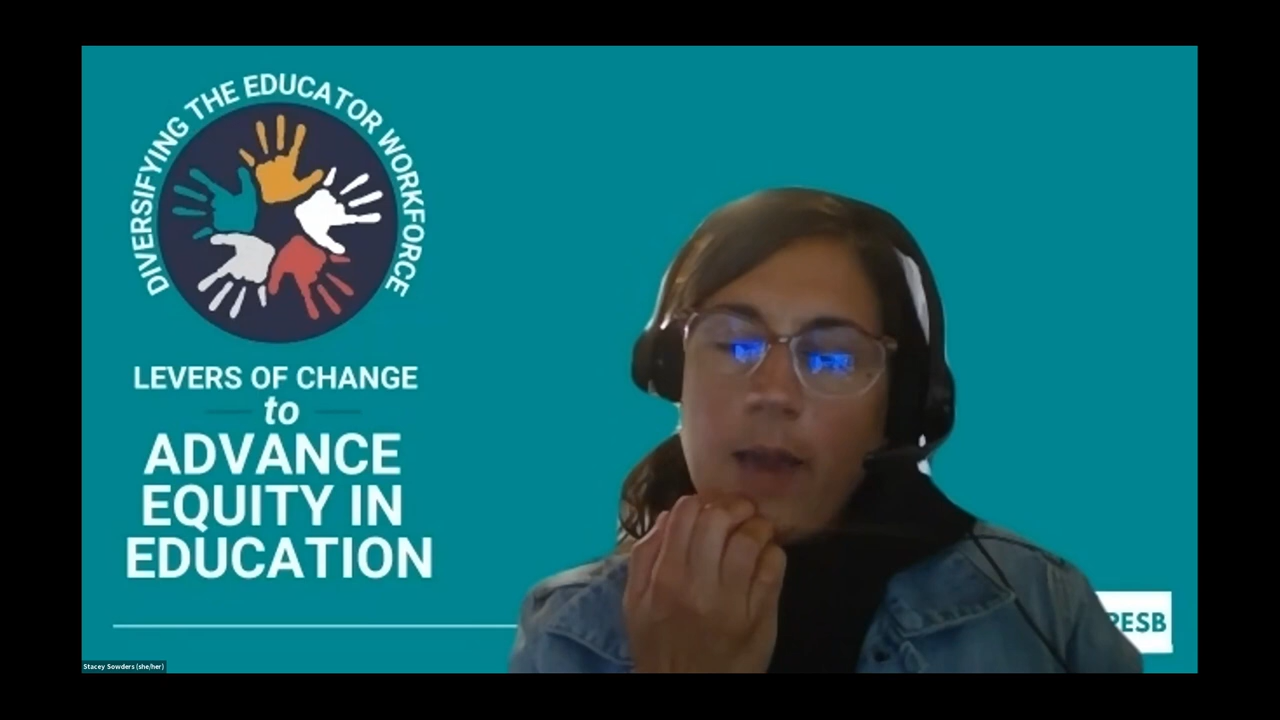 DIVERSIFYING THE EDUCATOR WORKFORCE
LEVERS OF CHANGE
to
ADVANCE
EQUITY IN
EDUCATION
Stacey Sowders (she/her)